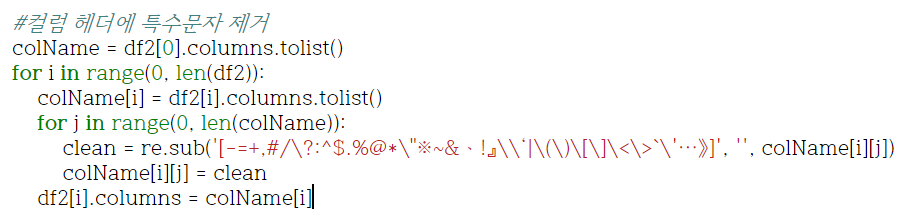 #컬럼 헤더에 특수문자 제거
colName = df2[0].columns.tolist()
for i in range(0, len(df2)):
    colName[i] = df2[i].columns.tolist()
    for j in range(0, len(colName)):
        clean = re.sub('[-=+,#/\?:^$.%@*\"※~&ㆍ!』\\‘|\(\)\[\]\<\>`\'…》]', '', colName[i][j])
        colName[i][j] = clean
    df2[i].columns = colName[i]